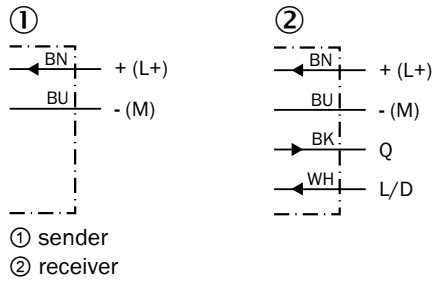 ① ②
BN + (L+)
BU - (M)
BN + (L+)
BU - (M)
BK Q
WH L/D
① sender
② receiver